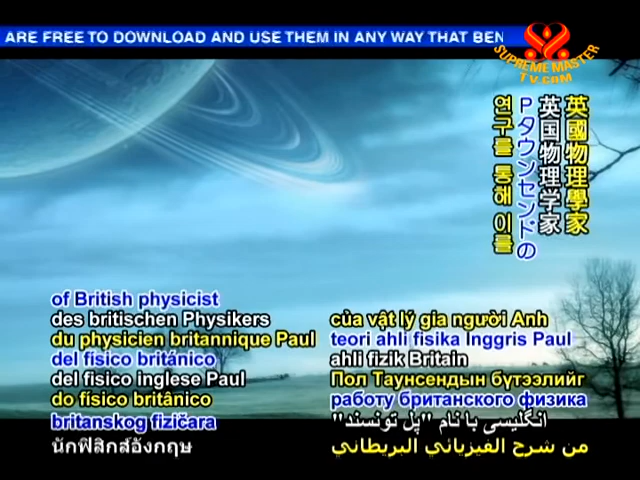 ARE FREE TO DOWNLOAD AND USE THEM IN ANY WAY THAT BEN
SUPREME MASTER
TV.COM
英國物理學家
英国物理学家
Pタウンセンドの
연구를 통해 이를
of British physicist
des britischen Physikers
du physicien britannique Paul
del físico británico
del fisico inglese Paul
do físico britânico
britanskog fizičara
นักฟิสิกส์อังกฤษ
của vật lý gia người Anh
teori ahli fisika Inggris Paul
ahli fizik Britain
Пол Таунсендын бүтээлийг
работу британского физика
انگلیسی با نام "پل تونسند"
من شرح الفيزيائي البريطاني